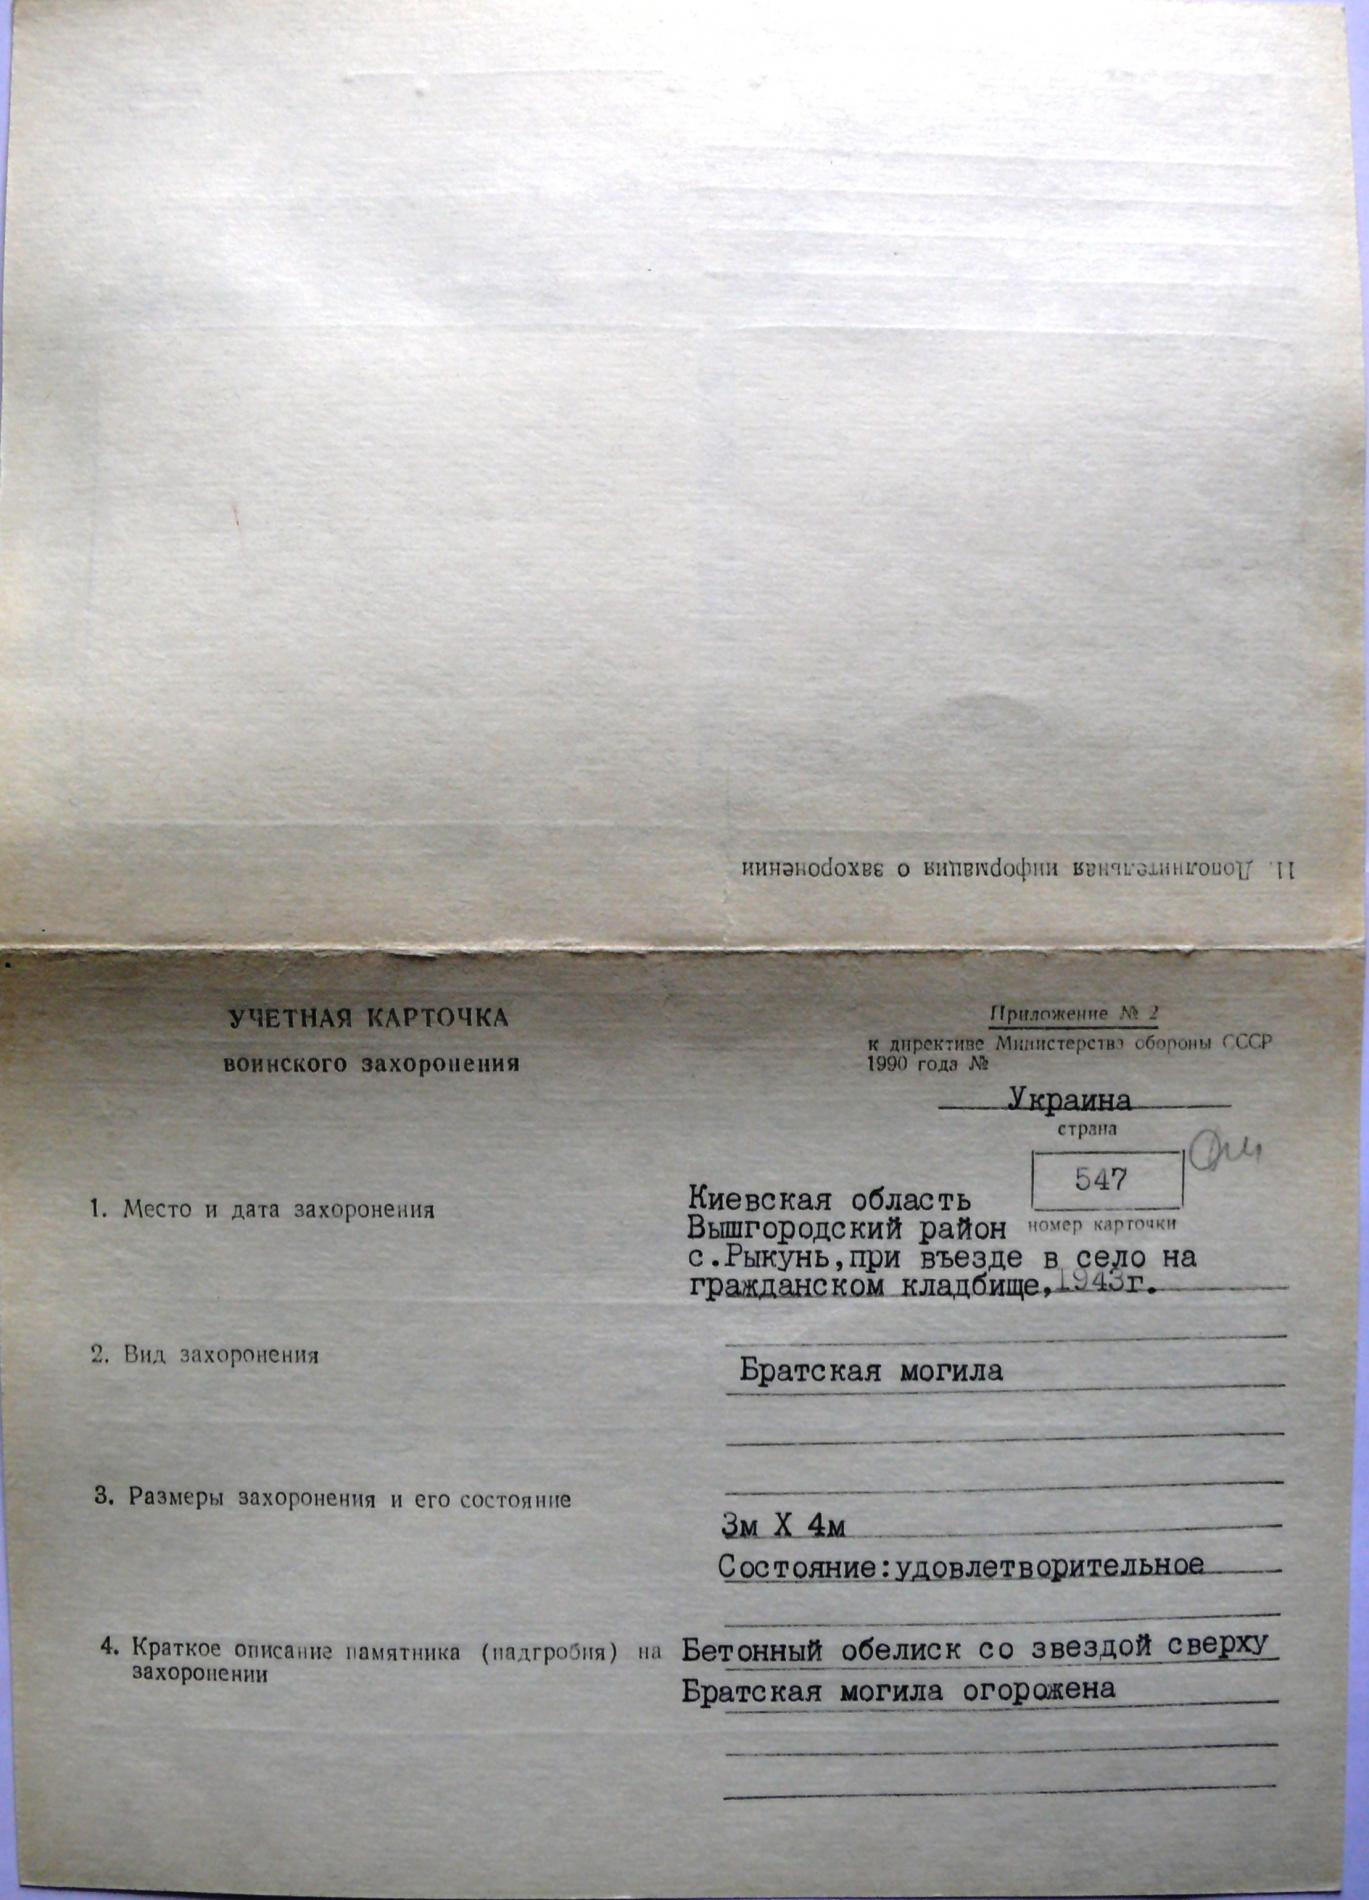 11. Дополнительная информация о захоронении
УЧЕТНАЯ КАРТОЧКА
воинского захоронения
Приложение № 2
к директиве Министерства обороны СССР
1990 года №
Украина
страна
547
номер карточки
1. Место и дата захоронения
Киевская область
Вышгородский район
с.Рыкунь,при въезде в село на
гражданском кладбище,1943г.
2. Вид захоронения
Братская могила
3. Размеры захоронения и его состояние
3м Х 4м
Состояние:удовлетворительное
4. Краткое описание памятника (надгробия) на
захоронении
Бетонный обелиск со звездой сверху
Братская могила огорожена